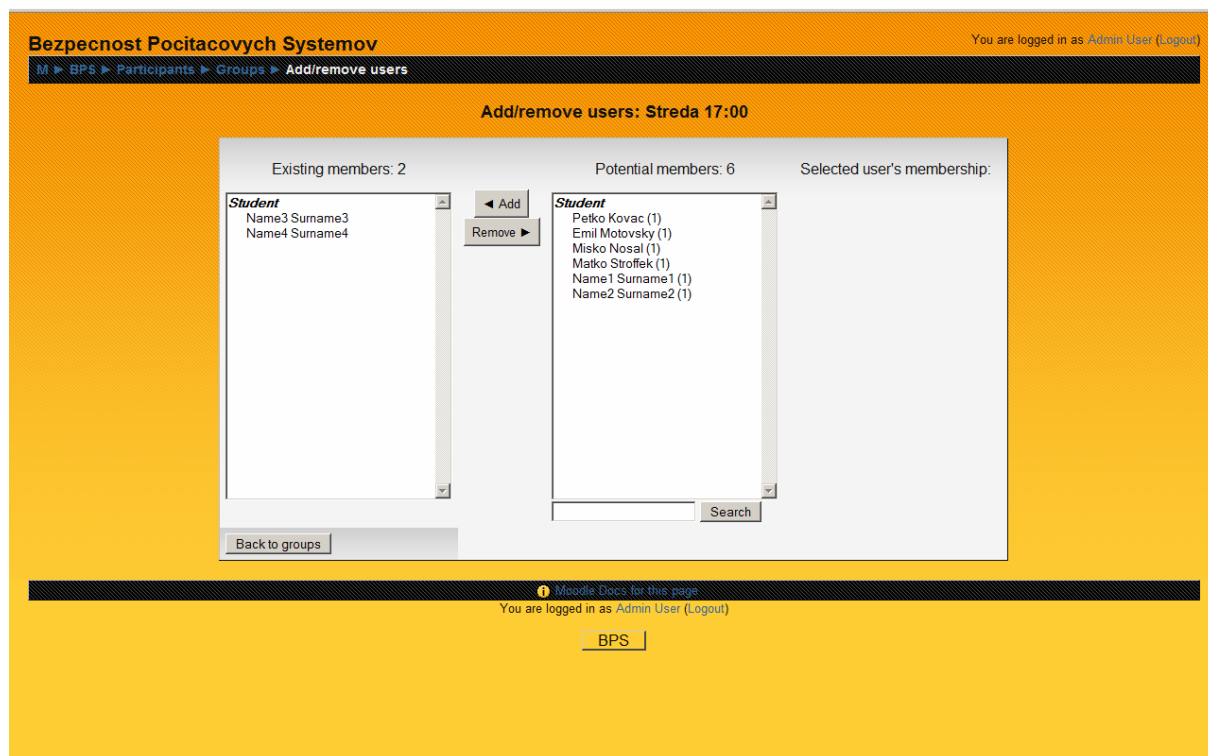 Bezpecnost Pocitacovych Systemov
You are logged in as Admin User (Logout)
M ► BPS ► Participants ► Groups ► Add/remove users
Add/remove users: Streda 17:00
Existing members: 2
Student
Name3 Surname3
Name4 Surname4
Back to groups
◄ Add
Remove ►
Potential members: 6
Student
Petko Kovac (1)
Emil Motovsky (1)
Misko Nosal (1)
Matko Stroffek (1)
Name1 Surname1 (1)
Name2 Surname2 (1)
Search
Selected user's membership:
Moodle Docs for this page
You are logged in as Admin User (Logout)
BPS